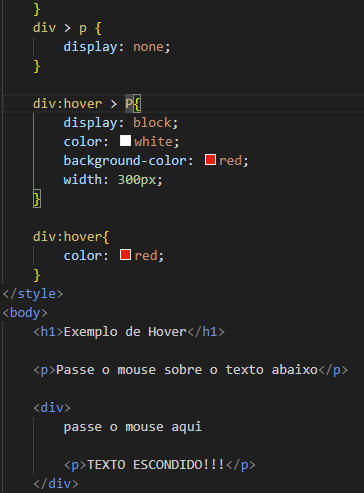 }
div > p {
display: none;
}
div:hover > P{
display: block;
color: white;
background-color: red;
width: 300px;
}
div:hover{
color: red;
}
</style>
<body>
<h1>Exemplo de Hover</h1>
<p>Passe o mouse sobre o texto abaixo</p>
<div>
passe o mouse aqui
<p>TEXTO ESCONDIDO!!!</p>
</div>